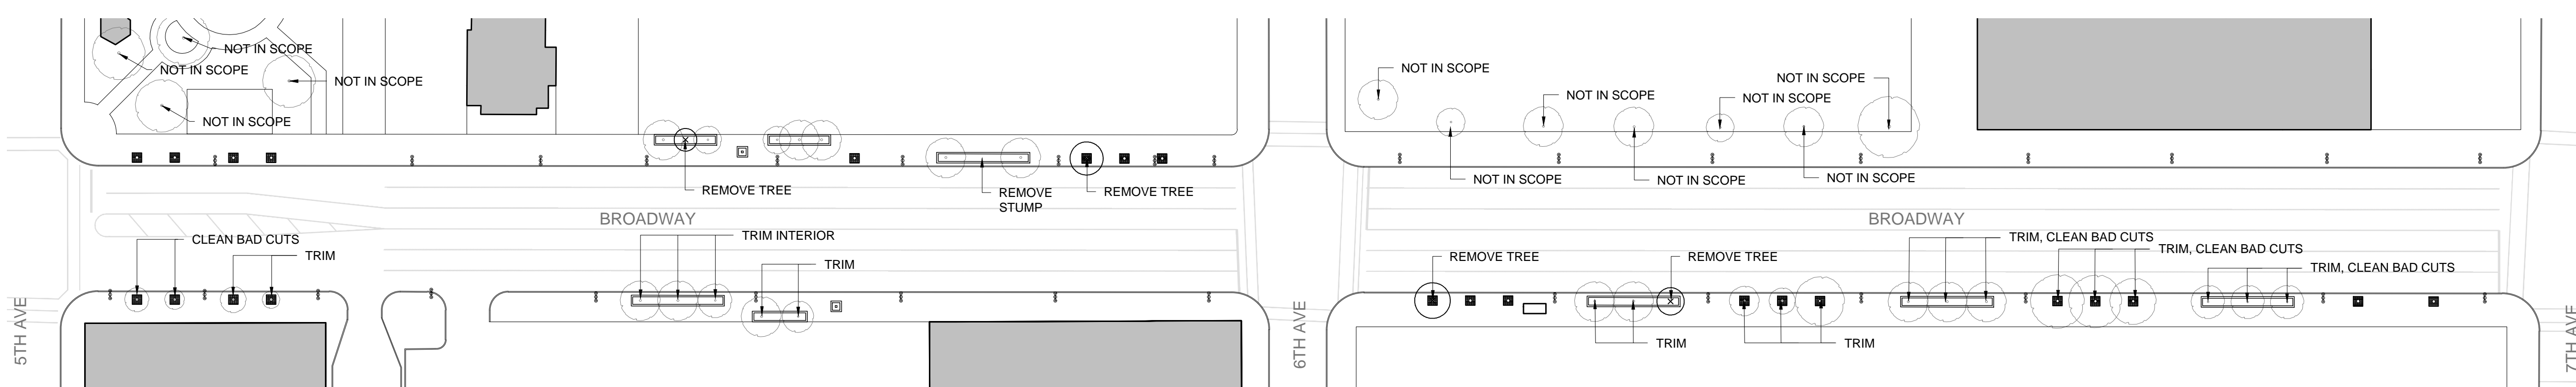 NOT IN SCOPE
NOT IN SCOPE
NOT IN SCOPE
NOT IN SCOPE
REMOVE TREE
REMOVE
STUMP
REMOVE TREE
BROADWAY
CLEAN BAD CUTS
TRIM
TRIM INTERIOR
TRIM
5TH AVE
NOT IN SCOPE
NOT IN SCOPE
NOT IN SCOPE
NOT IN SCOPE
NOT IN SCOPE
NOT IN SCOPE
NOT IN SCOPE
BROADWAY
REMOVE TREE
REMOVE TREE
TRIM, CLEAN BAD CUTS
TRIM, CLEAN BAD CUTS
TRIM, CLEAN BAD CUTS
TRIM
TRIM
6TH AVE
7TH AVE